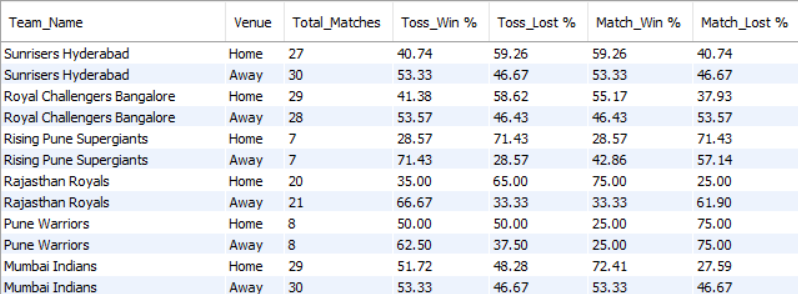 Team_Name Venue Total_Matches Toss_Win % Toss_Lost % Match_Win % Match_Lost %
Sunrisers Hyderabad Home 27 40.74 59.26 59.26 40.74
Sunrisers Hyderabad Away 30 53.33 46.67 53.33 46.67
Royal Challengers Bangalore Home 29 41.38 58.62 55.17 37.93
Royal Challengers Bangalore Away 28 53.57 46.43 46.43 53.57
Rising Pune Supergiants Home 7 28.57 71.43 28.57 71.43
Rising Pune Supergiants Away 7 71.43 28.57 42.86 57.14
Rajasthan Royals Home 20 35.00 65.00 75.00 25.00
Rajasthan Royals Away 21 66.67 33.33 33.33 61.90
Pune Warriors Home 8 50.00 50.00 25.00 75.00
Pune Warriors Away 8 62.50 37.50 25.00 75.00
Mumbai Indians Home 29 51.72 48.28 72.41 27.59
Mumbai Indians Away 30 53.33 46.67 53.33 46.67